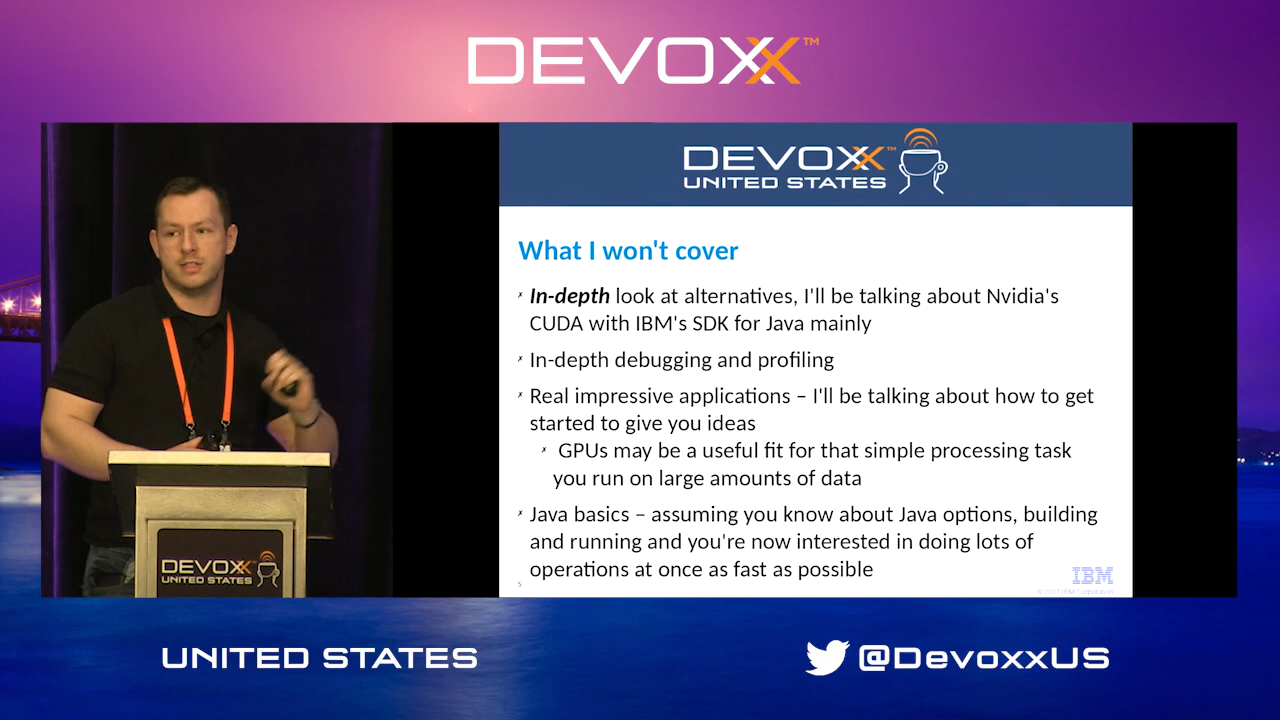 DEVOXX™
DEVOXX™
UNITED STATES
What I won't cover
✗ In-depth look at alternatives, I'll be talking about Nvidia's
CUDA with IBM's SDK for Java mainly
✗ In-depth debugging and profiling
✗ Real impressive applications – I'll be talking about how to get
started to give you ideas
✗ GPUs may be a useful fit for that simple processing task
you run on large amounts of data
✗ Java basics – assuming you know about Java options, building
and running and you're now interested in doing lots of
operations at once as fast as possible
5
IBM
© 2017 IBM Corporation
DEVOXX
UNITED STATES
UNITED STATES
@DevoxxUS